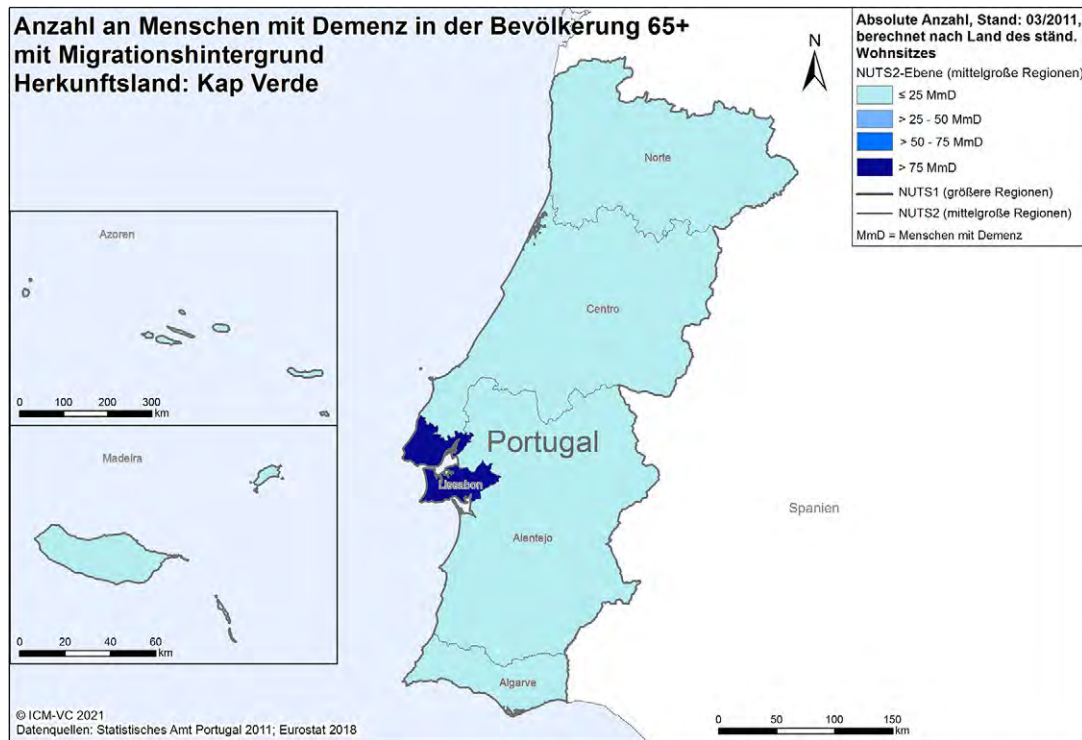 Anzahl an Menschen mit Demenz in der Bevölkerung 65+
mit Migrationshintergrund
Herkunftsland: Kap Verde
N
Absolute Anzahl, Stand: 03/2011,
berechnet nach Land des ständ.
Wohnsitzes
NUTS2-Ebene (mittelgroße Regionen)
≤ 25 MmD
> 25 - 50 MmD
> 50 - 75 MmD
> 75 MmD
NUTS1 (größere Regionen)
NUTS2 (mittelgroße Regionen)
MmD = Menschen mit Demenz
Norte
Azoren
Centro
0 100 200 300
km
Portugal
Madeira
Lissabon
Spanien
Alentejo
0 20 40 60
km
Algarve
© ICM-VC 2021
Datenquellen: Statistisches Amt Portugal 2011; Eurostat 2018
0 50 100 150
km